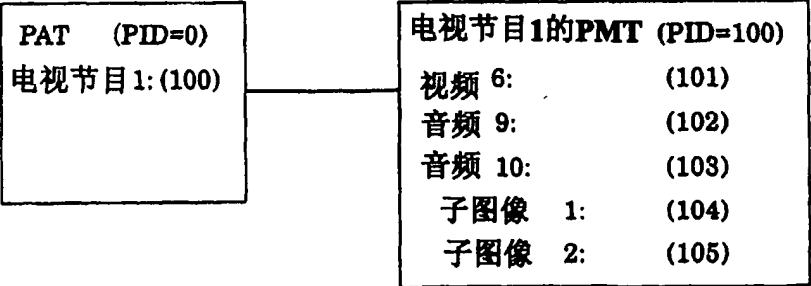 PAT (PID=0)
电视节目1:(100)
电视节目1的PMT (PID=100)
视频 6: (101)
音频 9: (102)
音频 10: (103)
子图像 1: (104)
子图像 2: (105)